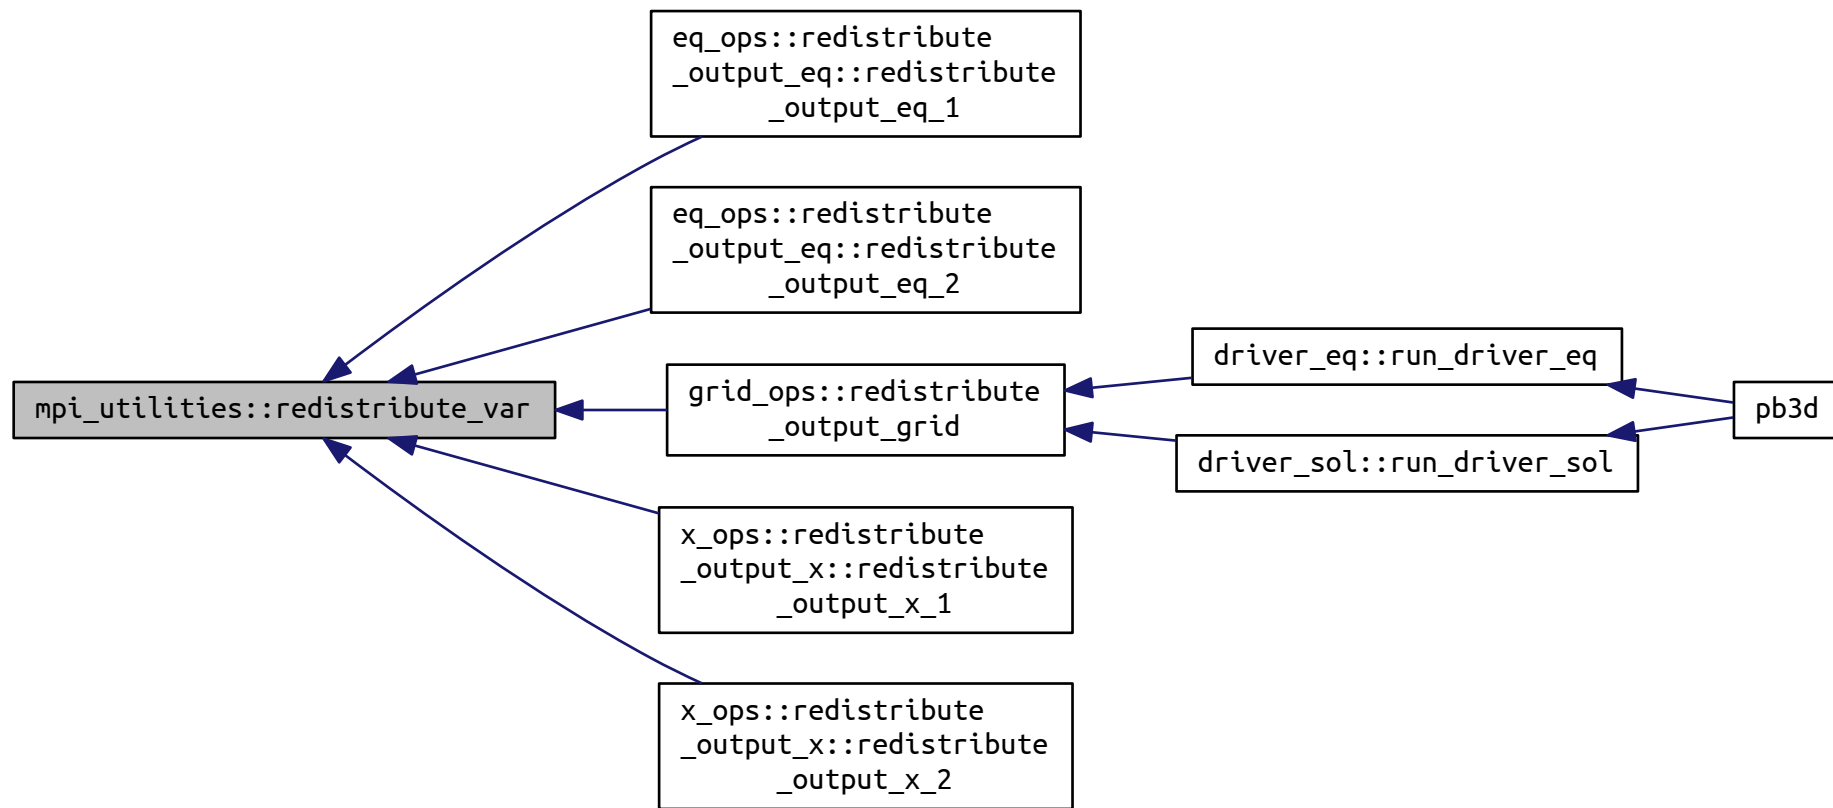 eq_ops::redistribute
_output_eq::redistribute
_output_eq_1
eq_ops::redistribute
_output_eq::redistribute
_output_eq_2
mpi_utilities::redistribute_var
grid_ops::redistribute
_output_grid
driver_eq::run_driver_eq
driver_sol::run_driver_sol
pb3d
x_ops::redistribute
_output_x::redistribute
_output_x_1
x_ops::redistribute
_output_x::redistribute
_output_x_2